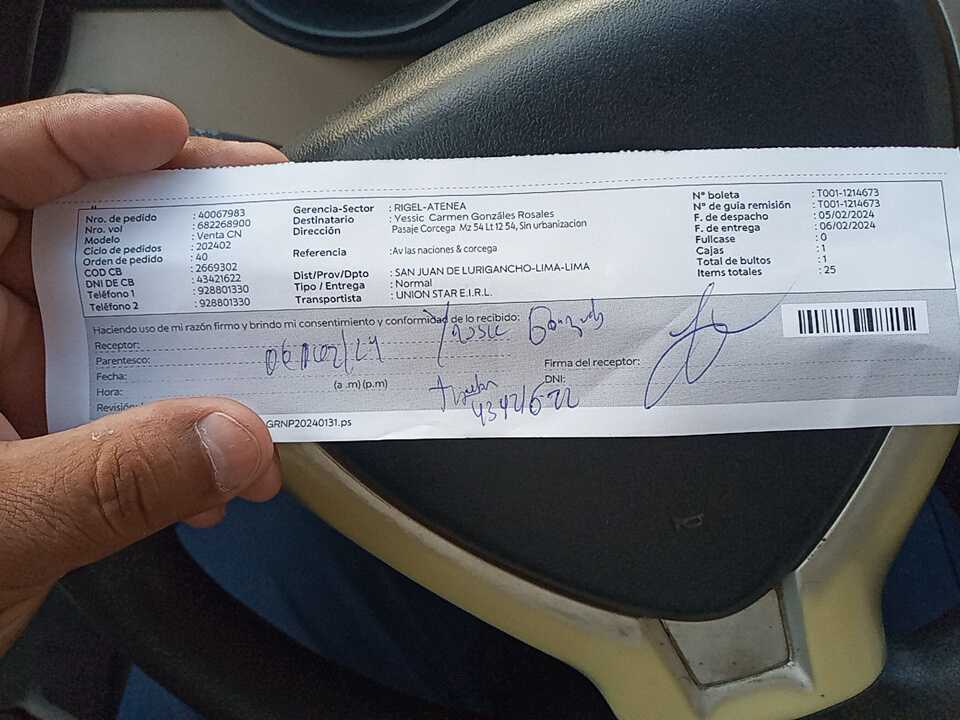 Nro. de pedido : 40067983
Nro. vol : 682268900
Modelo : Venta CN
Ciclo de pedidos : 202402
Orden de pedido : 40
COD CB : 2669302
DNI DE CB : 43421622
Teléfono 1 : 928801330
Teléfono 2 : 928801330
Gerencia-Sector : RIGEL-ATENEA
Destinatario : Yessic Carmen Gonzáles Rosales
Dirección Pasaje Corcega Mz 54 Lt 12 54, Sin urbanizacion
Referencia :Av las naciones & corcega
Dist/Prov/Dpto : SAN JUAN DE LURIGANCHO-LIMA-LIMA
Tipo / Entrega : Normal
Transportista : UNION STAR E.I.R.L.
N° boleta : T001-1214673
N° de guía remisión : T001-1214673
F. de despacho : 05/02/2024
F. de entrega : 06/02/2024
Fullcase : 0
Cajas : 1
Total de bultos : 1
Items totales : 25
Haciendo uso de mi razón firmo y brindo mi consentimiento y conformidad de lo recibido:
Receptor:
Parentesco:
Fecha:
Hora: (a .m) (p.m)
Revisión
Firma del receptor:
DNI:
GRNP20240131.ps